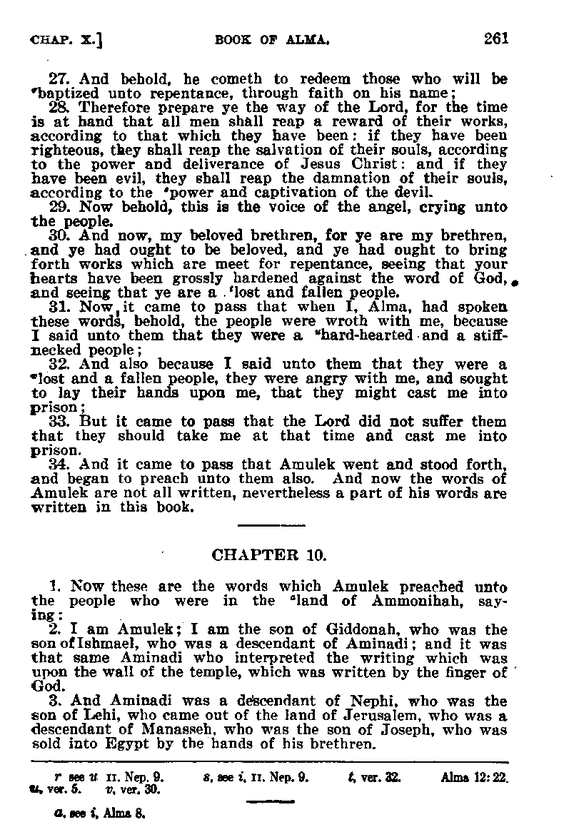 CHAP. X.] BOOK OF ALMA. 261
27. And behold, he cometh to redeem those who will be
ʳbaptized unto repentance, through faith on his name;
28. Therefore prepare ye the way of the Lord, for the time
is at hand that all men shall reap a reward of their works,
according to that which they have been: if they have been
righteous, they shall reap the salvation of their souls, according
to the power and deliverance of Jesus Christ: and if they
have been evil, they shall reap the damnation of their souls,
according to the ˢpower and captivation of the devil.
29. Now behold, this is the voice of the angel, crying unto
the people.
30. And now, my beloved brethren, for ye are my brethren,
and ye had ought to be beloved, and ye had ought to bring
forth works which are meet for repentance, seeing that your
hearts have been grossly hardened against the word of God,
and seeing that ye are a ᵗlost and fallen people.
31. Now it came to pass that when I, Alma, had spoken
these words, behold, the people were wroth with me, because
I said unto them that they were a ᵘhard-hearted and a stiff-
necked people;
32. And also because I said unto them that they were a
ᵛlost and a fallen people, they were angry with me, and sought
to lay their hands upon me, that they might cast me into
prison;
33. But it came to pass that the Lord did not suffer them
that they should take me at that time and cast me into
prison.
34. And it came to pass that Amulek went and stood forth,
and began to preach unto them also. And now the words of
Amulek are not all written, nevertheless a part of his words are
written in this book.
CHAPTER 10.
1. Now these are the words which Amulek preached unto
the people who were in the ᵃland of Ammonihah, say-
ing:
2. I am Amulek; I am the son of Giddonah, who was the
son of Ishmael, who was a descendant of Aminadi; and it was
that same Aminadi who interpreted the writing which was
upon the wall of the temple, which was written by the finger of
God.
3. And Aminadi was a descendant of Nephi, who was the
son of Lehi, who came out of the land of Jerusalem, who was a
descendant of Manasseh, who was the son of Joseph, who was
sold into Egypt by the hands of his brethren.
r see u II. Nep. 9. s, see i, II. Nep. 9. t, ver. 32. Alma 12:22.
u, ver. 5. v, ver. 30.
a, see i, Alma 8.